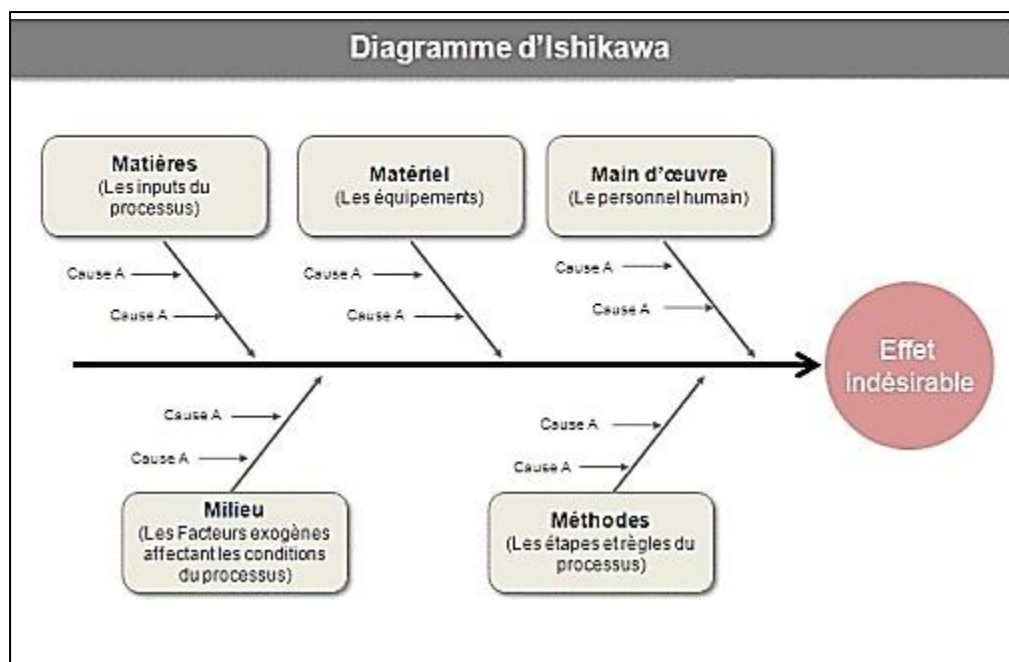 Diagramme d'Ishikawa
Matières
(Les inputs du
processus)
Matériel
(Les équipements)
Main d'œuvre
(Le personnel humain)
Cause A
Cause A
Cause A
Cause A
Cause A
Cause A
Effet
indésirable
Cause A
Cause A
Cause A
Cause A
Milieu
(Les Facteurs exogènes
affectant les conditions
du processus)
Méthodes
(Les étapes et règles du
processus)